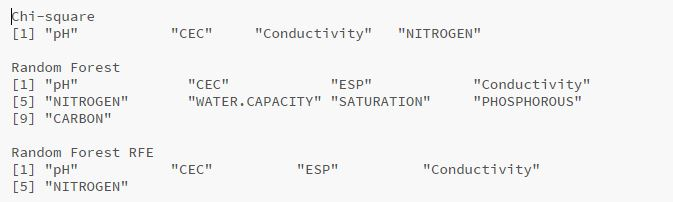 Chi-square
[1] "pH" "CEC" "Conductivity" "NITROGEN"
Random Forest
[1] "pH" "CEC" "ESP" "Conductivity"
[5] "NITROGEN" "WATER.CAPACITY" "SATURATION" "PHOSPHOROUS"
[9] "CARBON"
Random Forest RFE
[1] "pH" "CEC" "ESP" "Conductivity"
[5] "NITROGEN"